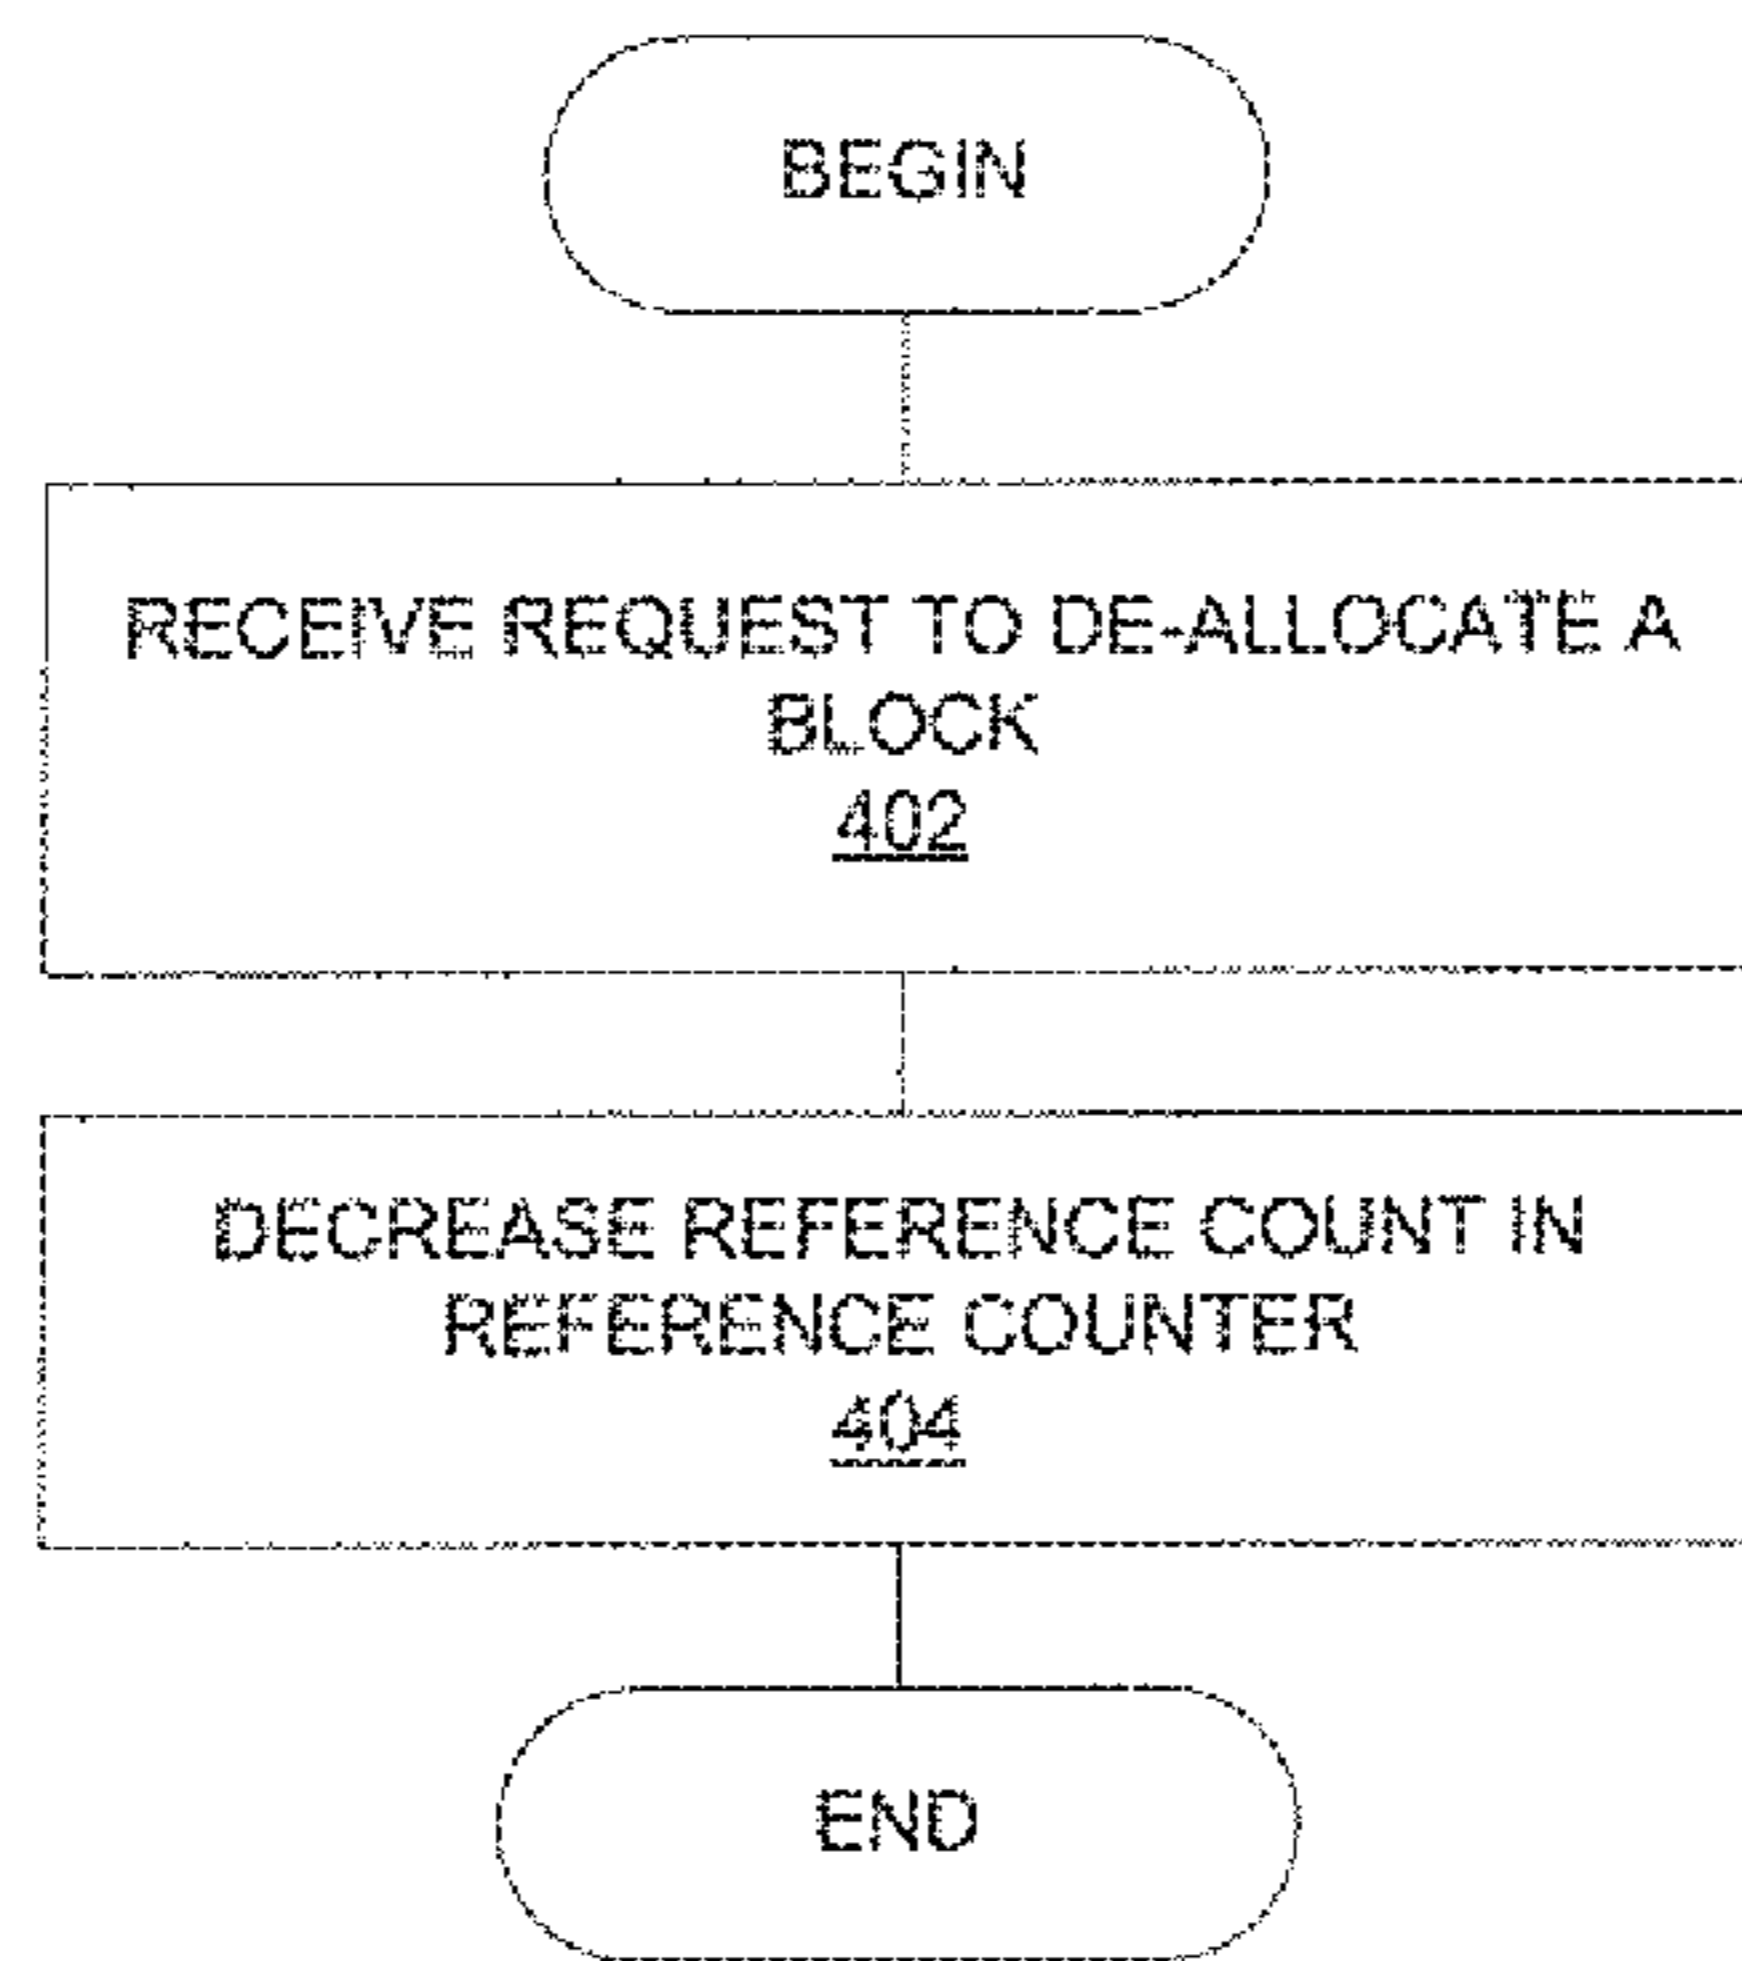 BEGIN
RECEIVE REQUEST TO DE-ALLOCATE A
BLOCK
402
DECREASE REFERENCE COUNT IN
REFERENCE COUNTER
404
END